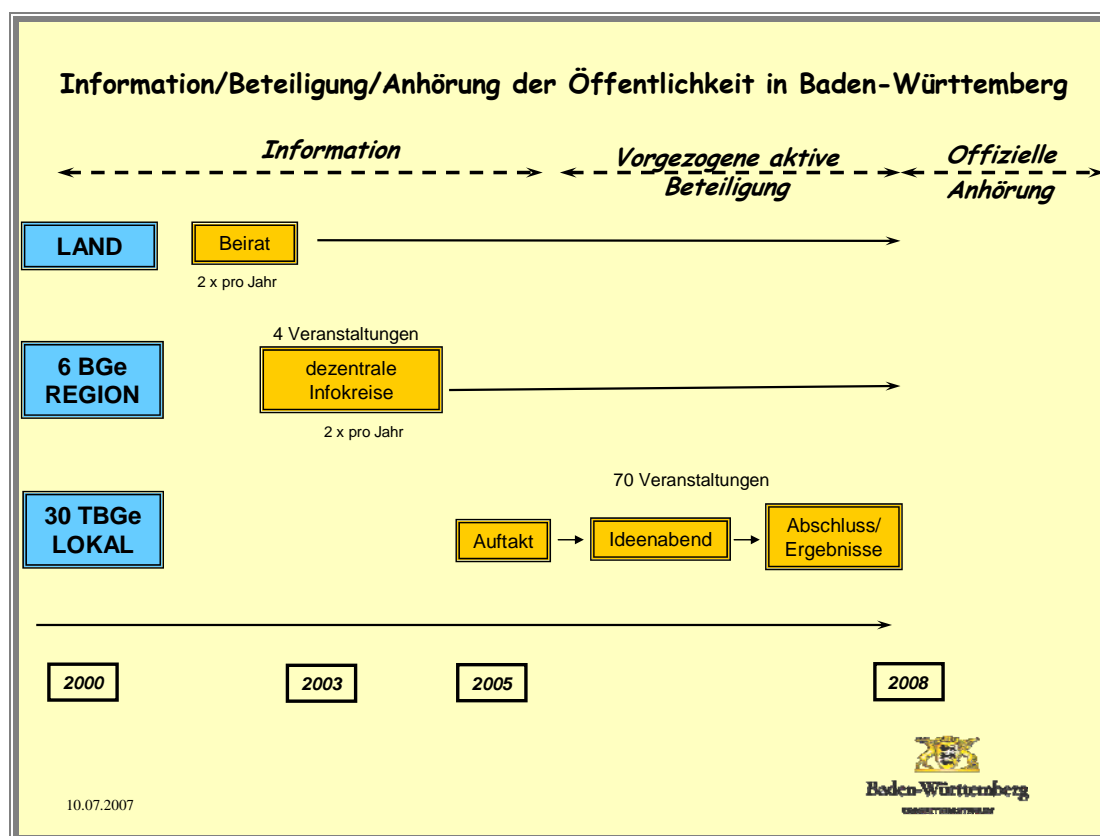 Information/Beteiligung/Anhörung der Öffentlichkeit in Baden-Württemberg
Information
Vorgezogene aktive
Beteiligung
Offizielle
Anhörung
LAND
Beirat
2 x pro Jahr
4 Veranstaltungen
6 BGe
REGION
dezentrale
Infokreise
2 x pro Jahr
70 Veranstaltungen
30 TBGe
LOKAL
Auftakt
Ideenabend
Abschluss/
Ergebnisse
2000
2003
2005
2008
Baden-Württemberg
UMWELTMINISTERIUM
10.07.2007